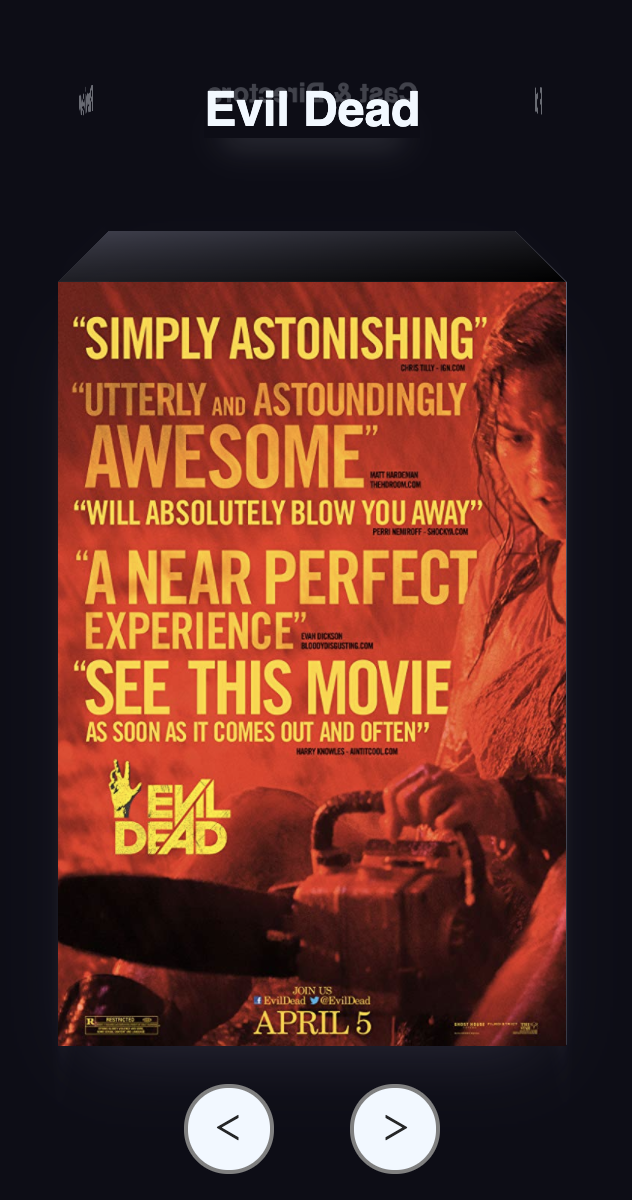 Evil Dead
“SIMPLY ASTONISHING”
CHRIS TILLY - IGN.COM
“UTTERLY AND ASTOUNDINGLY
AWESOME”
MATT HARDEMAN
THEHDROOM.COM
“WILL ABSOLUTELY BLOW YOU AWAY”
PERRI NEMIROFF - SHOCKYA.COM
“A NEAR PERFECT
EXPERIENCE”
EVAN DICKSON
BLOODYDISGUSTING.COM
“SEE THIS MOVIE
AS SOON AS IT COMES OUT AND OFTEN”
HARRY KNOWLES - AINTITCOOL.COM
EVIL
DEAD
JOIN US
EvilDead @EvilDead
APRIL 5
R RESTRICTED
< >